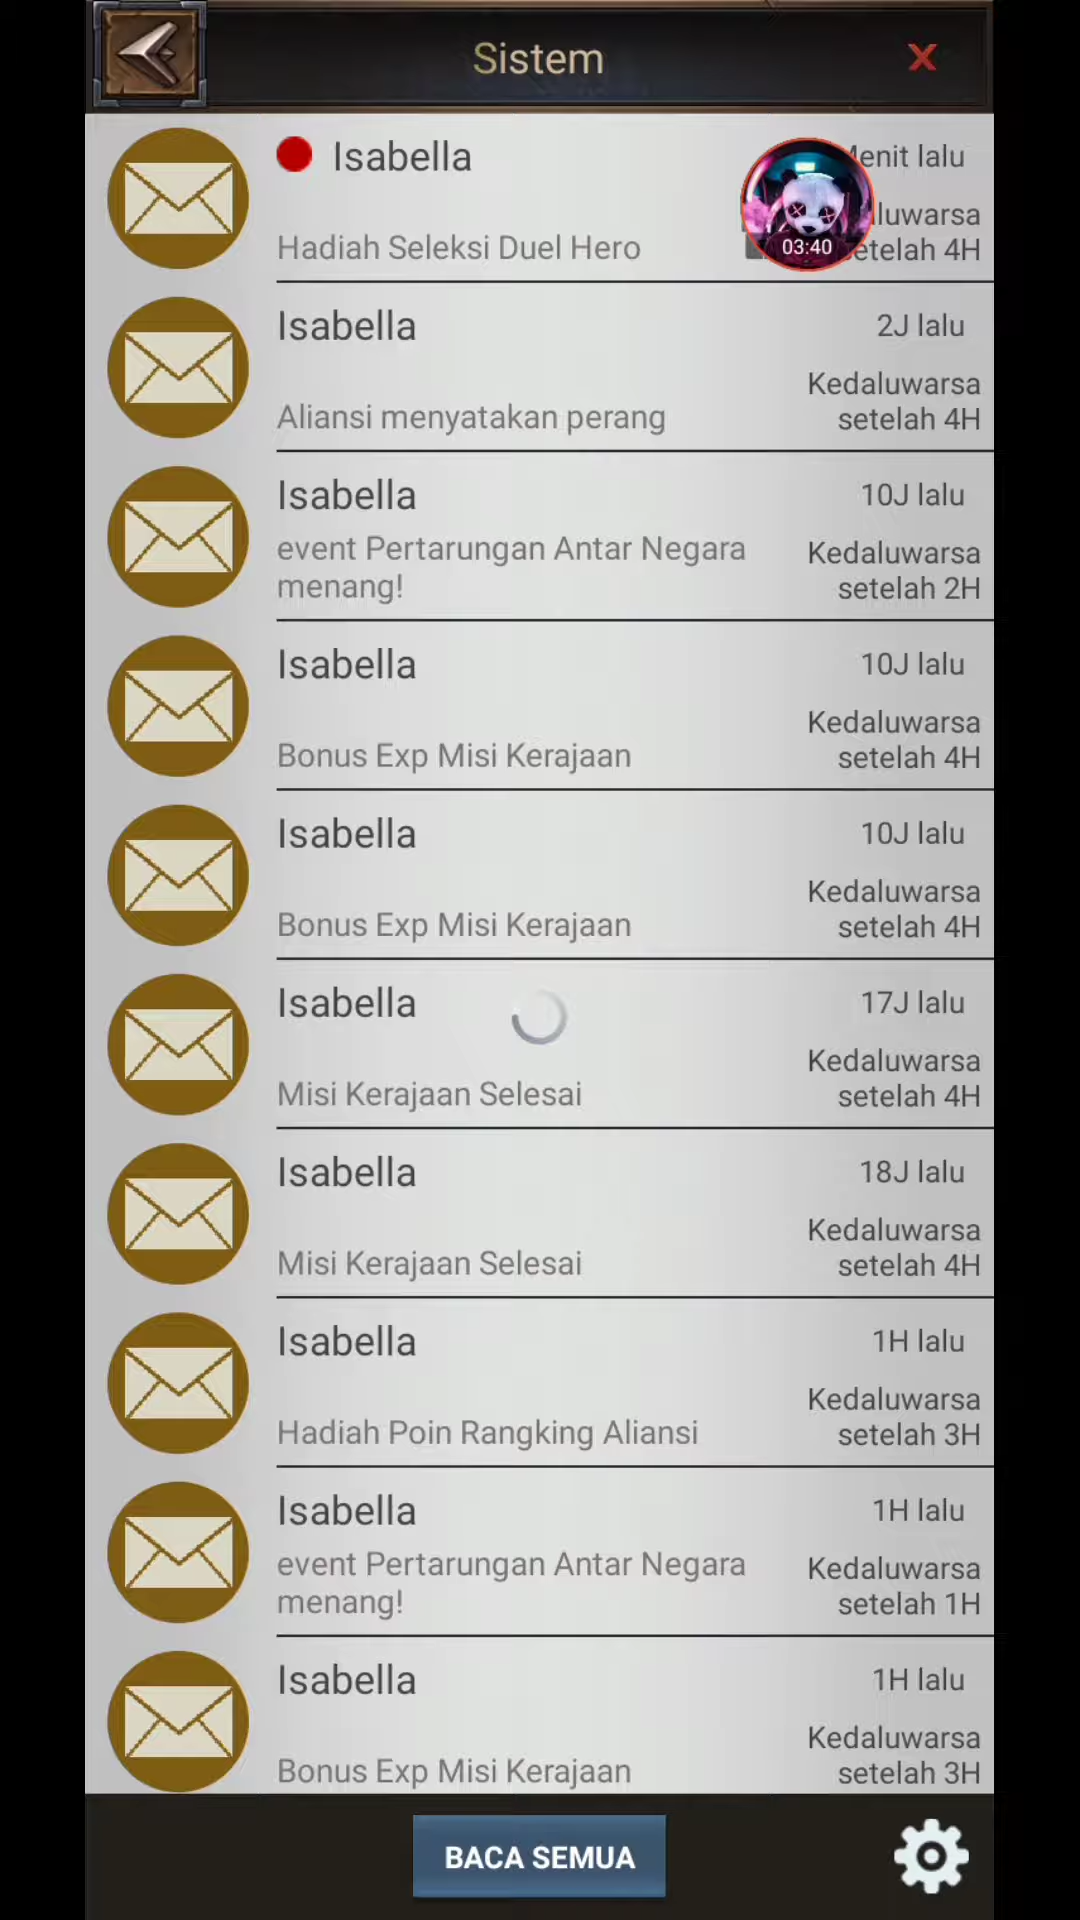 Sistem
X
Isabella
lalu
Hadiah Seleksi Duel Hero
03:40
setelah 4H
Isabella
2J lalu
Kedaluwarsa
Aliansi menyatakan perang
setelah 4H
Isabella
10J lalu
event Pertarungan Antar Negara
menang!
Kedaluwarsa
setelah 2H
Isabella
10J lalu
Kedaluwarsa
Bonus Exp Misi Kerajaan
setelah 4H
Isabella
10J lalu
Kedaluwarsa
Bonus Exp Misi Kerajaan
setelah 4H
Isabella
17J lalu
Kedaluwarsa
Misi Kerajaan Selesai
setelah 4H
Isabella
18J lalu
Kedaluwarsa
Misi Kerajaan Selesai
setelah 4H
Isabella
1H lalu
Kedaluwarsa
Hadiah Poin Rangking Aliansi
setelah 3H
Isabella
1H lalu
event Pertarungan Antar Negara
menang!
Kedaluwarsa
setelah 1H
Isabella
1H lalu
Kedaluwarsa
Bonus Exp Misi Kerajaan
setelah 3H
BACA SEMUA